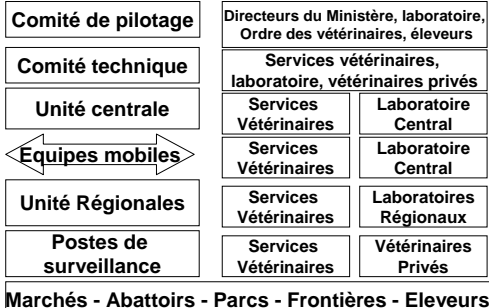 Comité de pilotage
Directeurs du Ministère, laboratoire,
Ordre des vétérinaires, éleveurs
Comité technique
Services vétérinaires,
laboratoire, vétérinaires privés
Unité centrale
Services
Vétérinaires
Laboratoire
Central
Equipes mobiles
Services
Vétérinaires
Laboratoire
Central
Unité Régionales
Services
Vétérinaires
Laboratoires
Régionaux
Postes de
surveillance
Services
Vétérinaires
Vétérinaires
Privés
Marchés - Abattoirs - Parcs - Frontières - Eleveurs